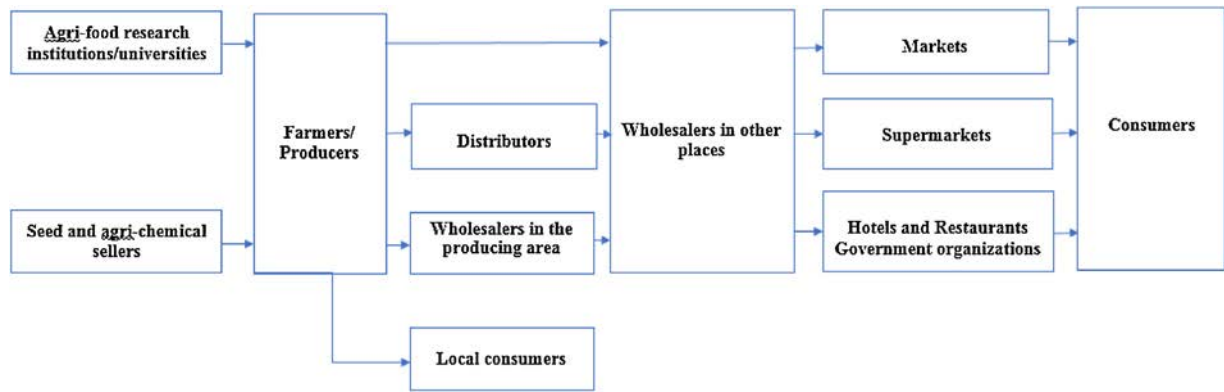 Agri-food research
institutions/universities
Seed and agri-chemical
sellers
Farmers/
Producers
Distributors
Wholesalers in the
producing area
Local consumers
Wholesalers in other
places
Markets
Supermarkets
Hotels and Restaurants
Government organizations
Consumers